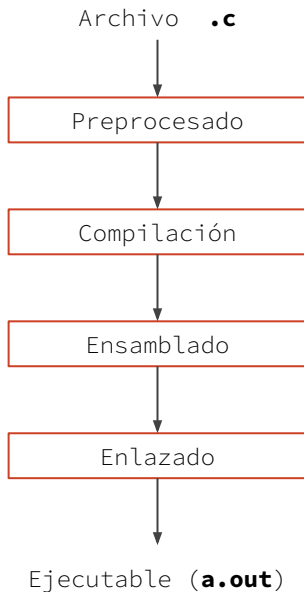 Archivo .c
Preprocesado
Compilación
Ensamblado
Enlazado
Ejecutable (a.out)